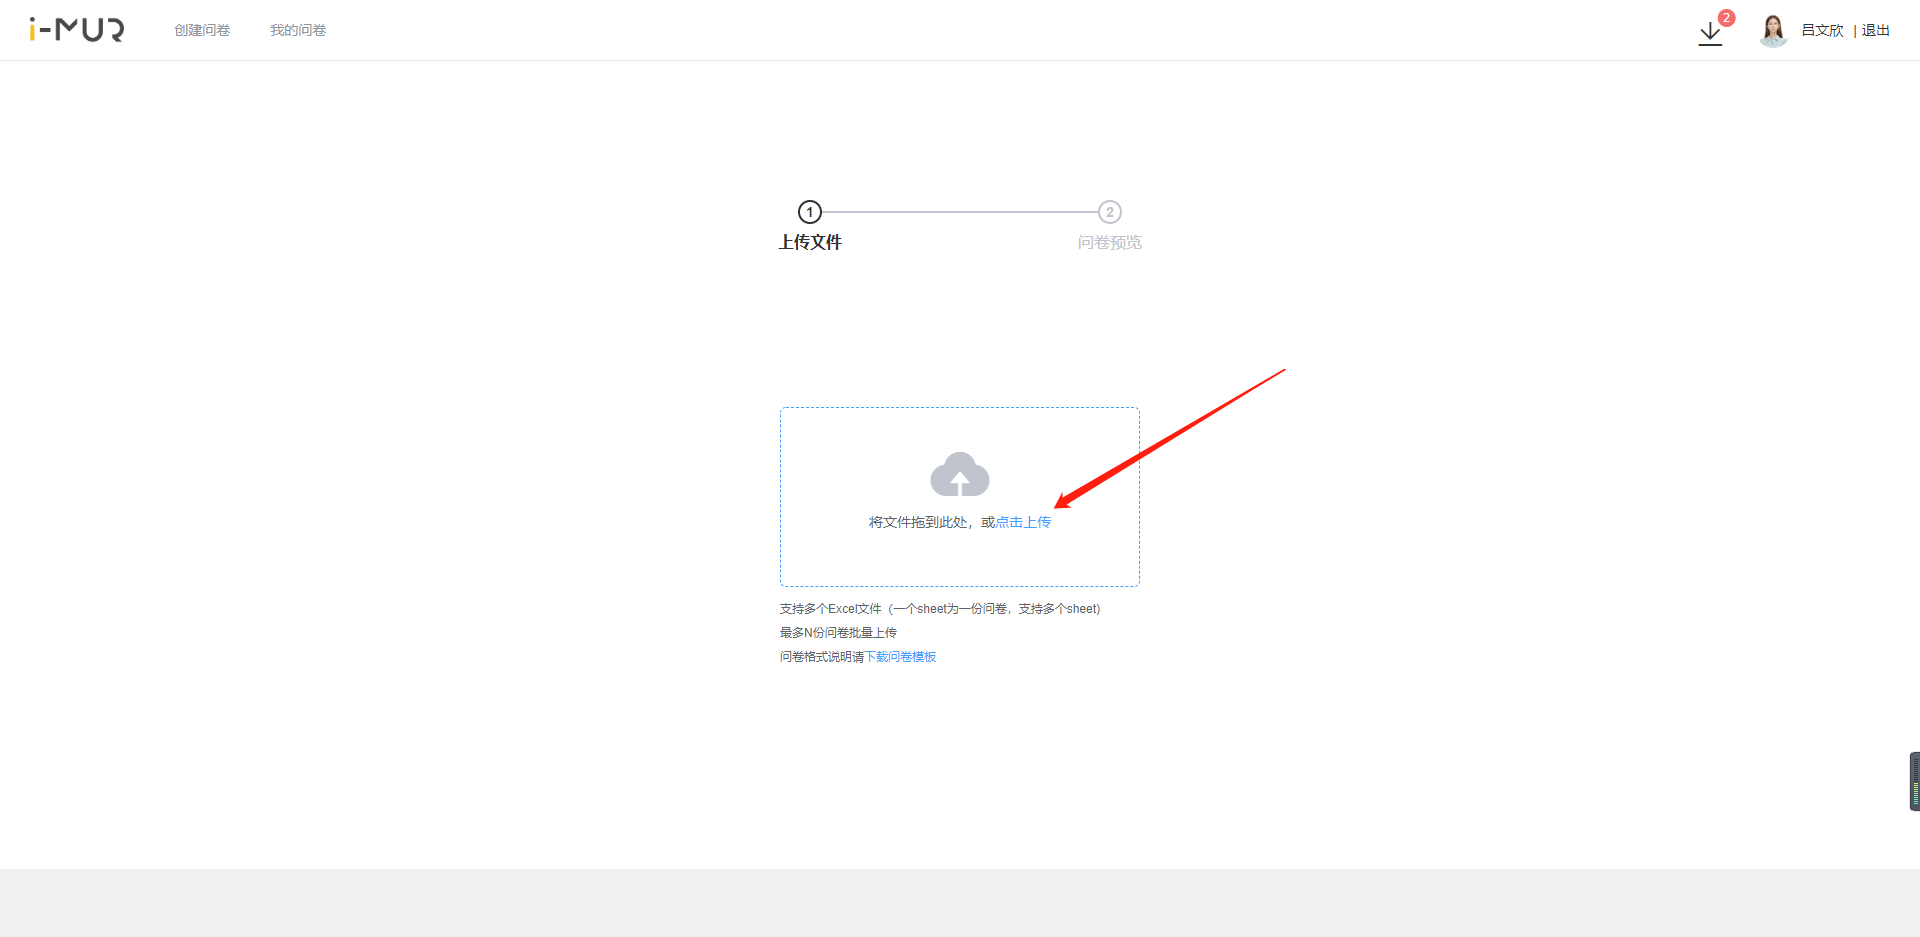 i-MUR
创建问卷
我的问卷
2
吕文欣 | 退出
1
2
上传文件
问卷预览
将文件拖到此处，或点击上传
支持多个Excel文件（一个sheet为一份问卷，支持多个sheet）
最多N份问卷批量上传
问卷格式说明请下载问卷模板